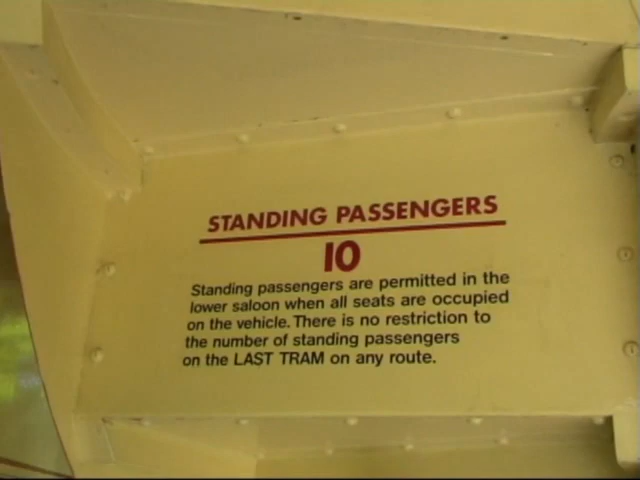 STANDING PASSENGERS
10
Standing passengers are permitted in the
lower saloon when all seats are occupied
on the vehicle. There is no restriction to
the number of standing passengers
on the LAST TRAM on any route.